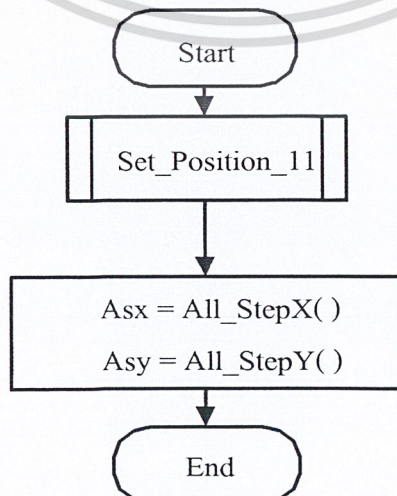 Start
Set_Position_11
Asx = All_StepX( )
Asy = All_StepY( )
End